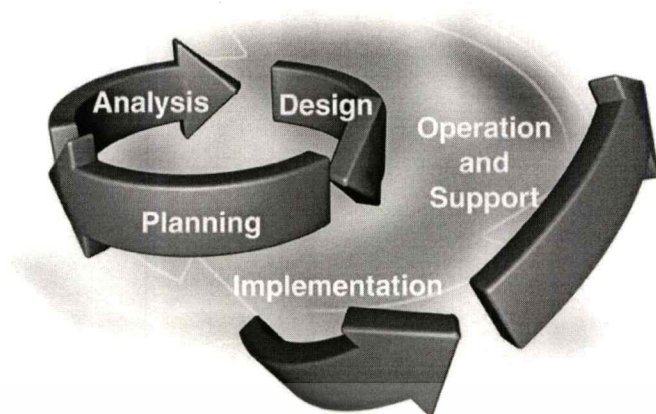 Analysis
Design
Operation
and
Support
Planning
Implementation